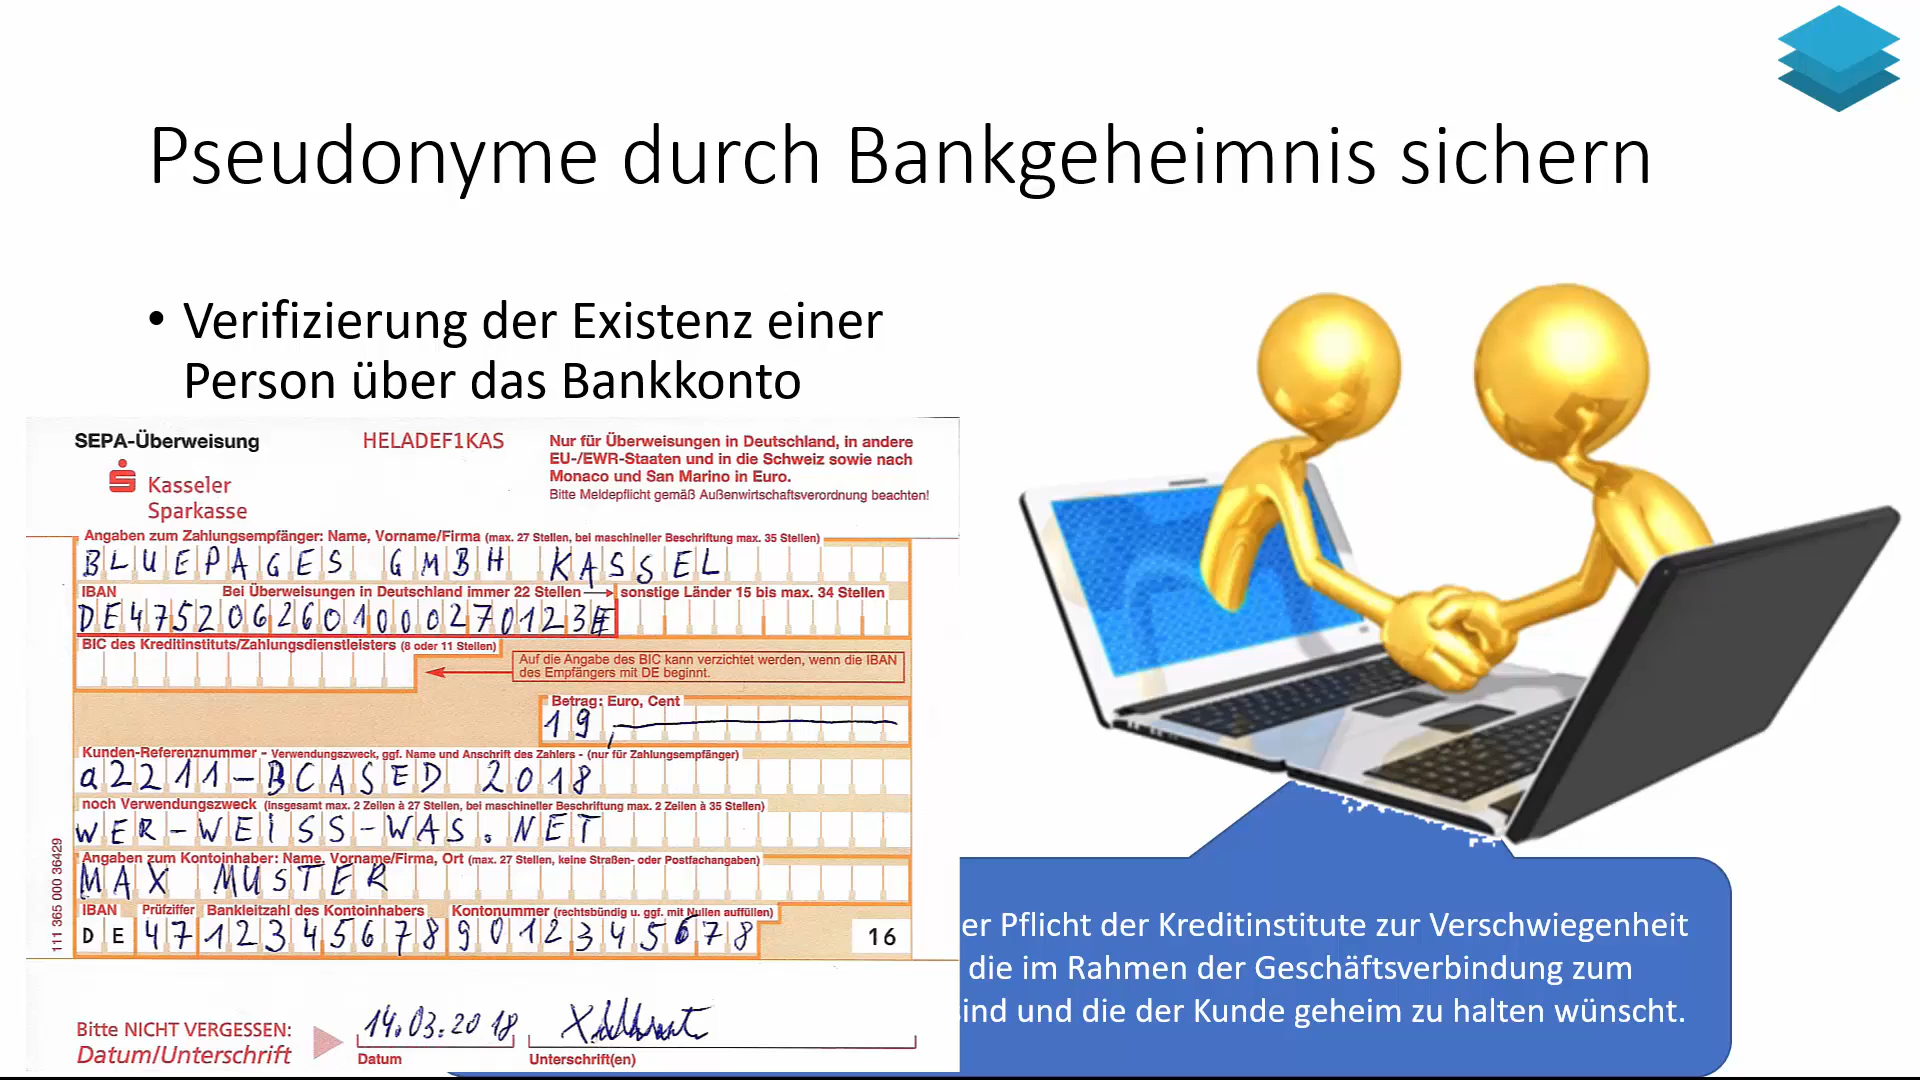 Pseudonyme durch Bankgeheimnis sichern
• Verifizierung der Existenz einer
Person über das Bankkonto
SEPA-Überweisung
HELADEF1KAS
Nur für Überweisungen in Deutschland, in andere
EU-/EWR-Staaten und in die Schweiz sowie nach
Monaco und San Marino in Euro.
Bitte Meldepflicht gemäß Außenwirtschaftsverordnung beachten!
Kasseler
Sparkasse
Angaben zum Zahlungsempfänger: Name, Vorname/Firma (max. 27 Stellen, bei maschineller Beschriftung max. 35 Stellen)
BLUEPAGES GMBH KASSEL
IBAN Bei Überweisungen in Deutschland immer 22 Stellen sonstige Länder 15 bis max. 34 Stellen
BIC des Kreditinstituts/Zahlungsdienstleisters (8 oder 11 Stellen)
Auf die Angabe des BIC kann verzichtet werden, wenn die IBAN
des Empfängers mit DE beginnt.
Betrag: Euro, Cent
19,
Kunden-Referenznummer - Verwendungszweck, ggf. Name und Anschrift des Zahlers - (nur für Zahlungsempfänger)
a2211-BCASED 2018
noch Verwendungszweck (insgesamt max. 2 Zeilen à 27 Stellen, bei maschineller Beschriftung max. 2 Zeilen à 35 Stellen)
WER-WEISS-WAS.NET
Angaben zum Kontoinhaber: Name, Vorname/Firma, Ort (max. 27 Stellen, keine Straßen- oder Postfachangaben)
MAX MUSTER
IBAN Prüfziffer Bankleitzahl des Kontoinhabers Kontonummer (rechtsbündig u. ggf. mit Nullen auffüllen)
DE 47 12345678 9012345678 16
111 365 000 36429
Bitte NICHT VERGESSEN:
Datum/Unterschrift
14.03.2018
Datum
Unterschrift(en)
er Pflicht der Kreditinstitute zur Verschwiegenheit
die im Rahmen der Geschäftsverbindung zum
ind und die der Kunde geheim zu halten wünscht.